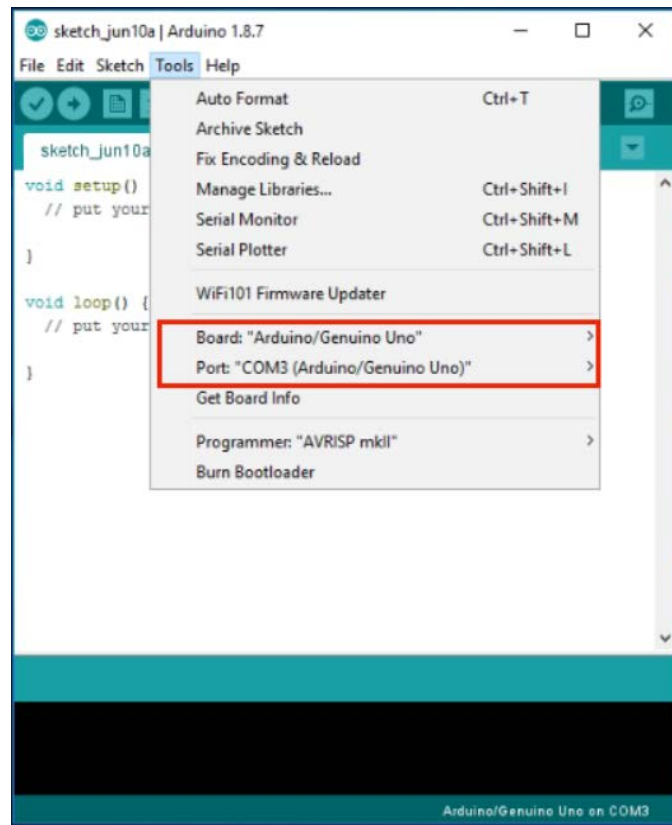 sketch_jun10a | Arduino 1.8.7
File Edit Sketch Tools Help
sketch_jun10a
Auto Format Ctrl+T
Archive Sketch
Fix Encoding & Reload
Manage Libraries... Ctrl+Shift+I
Serial Monitor Ctrl+Shift+M
Serial Plotter Ctrl+Shift+L
WiFi101 Firmware Updater
Board: "Arduino/Genuino Uno"
Port: "COM3 (Arduino/Genuino Uno)"
Get Board Info
Programmer: "AVRISP mkII"
Burn Bootloader
void setup()
// put your
}
void loop() {
// put your
}
Arduino/Genuino Uno on COM3